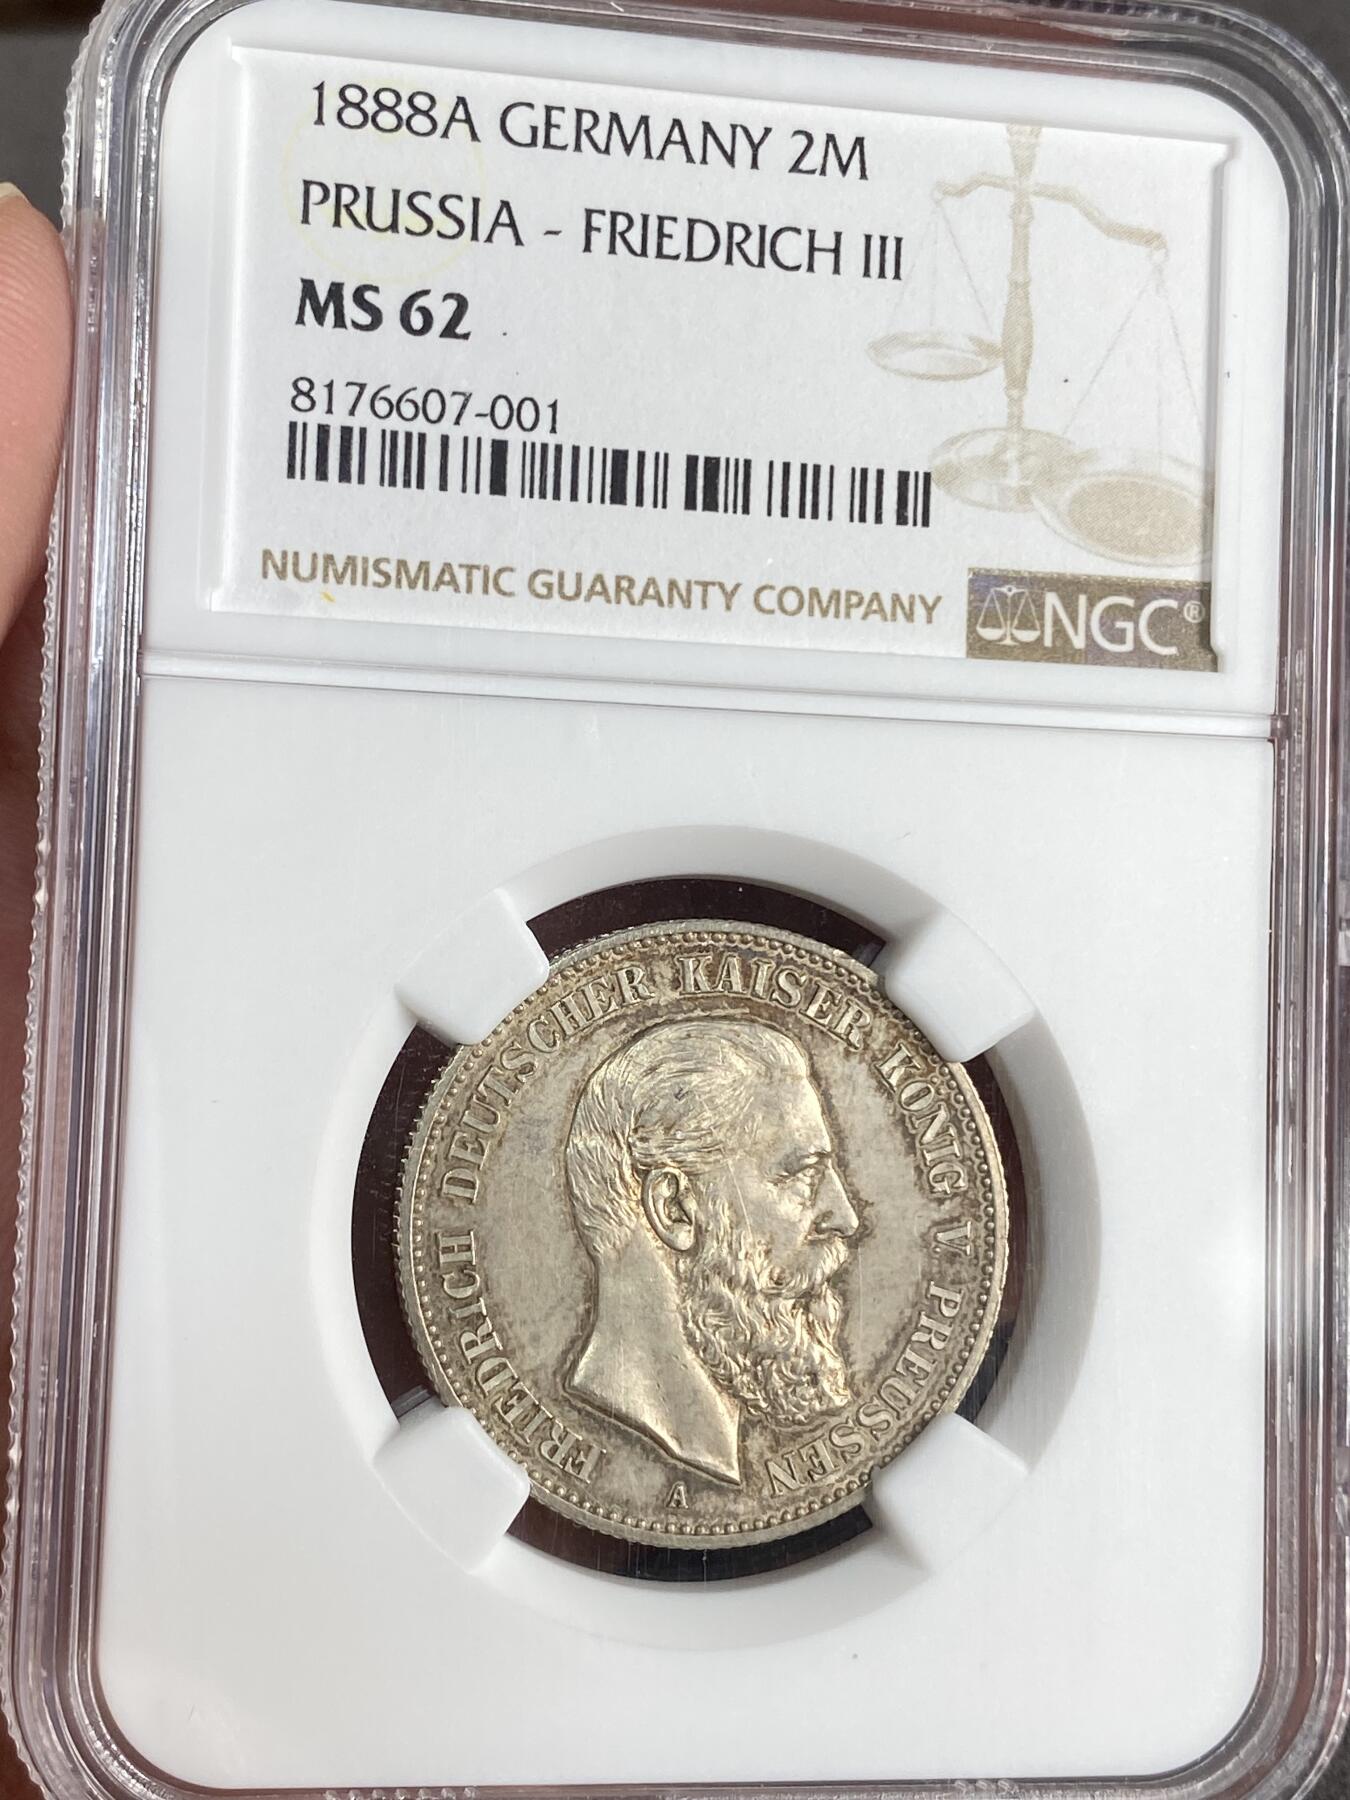 1888A GERMANY 2M
PRUSSIA - FRIEDRICH III
MS 62
8176607-001
NUMISMATIC GUARANTY COMPANY
NGC®
FRIEDRICH DEUTSCHER KAISER KÖNIG V. PREUSSEN
A